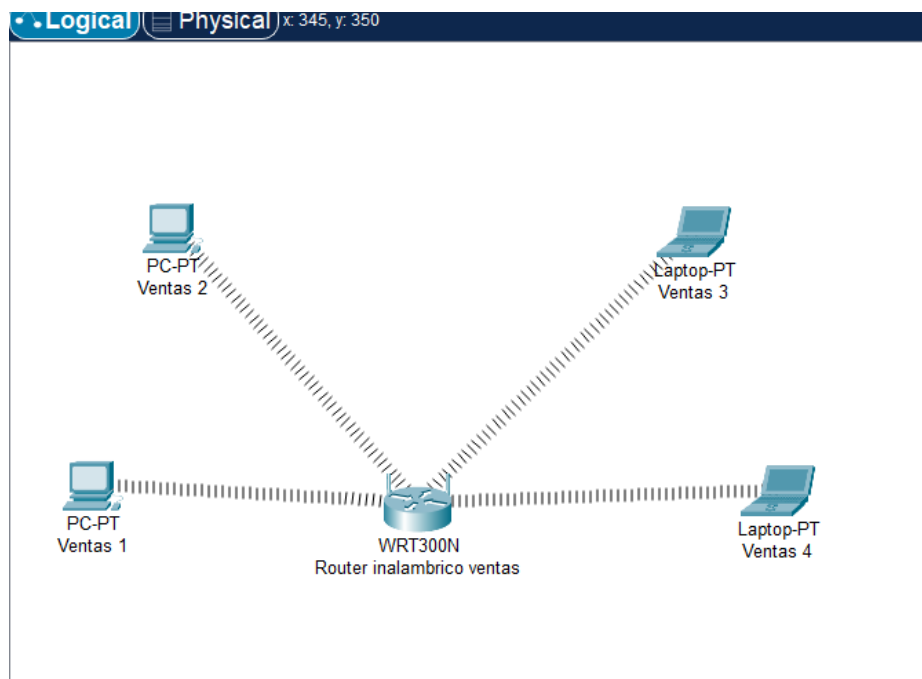 Logical Physical x: 345, y: 350
PC-PT
Ventas 2
Laptop-PT
Ventas 3
PC-PT
Ventas 1
WRT300N
Router inalambrico ventas
Laptop-PT
Ventas 4